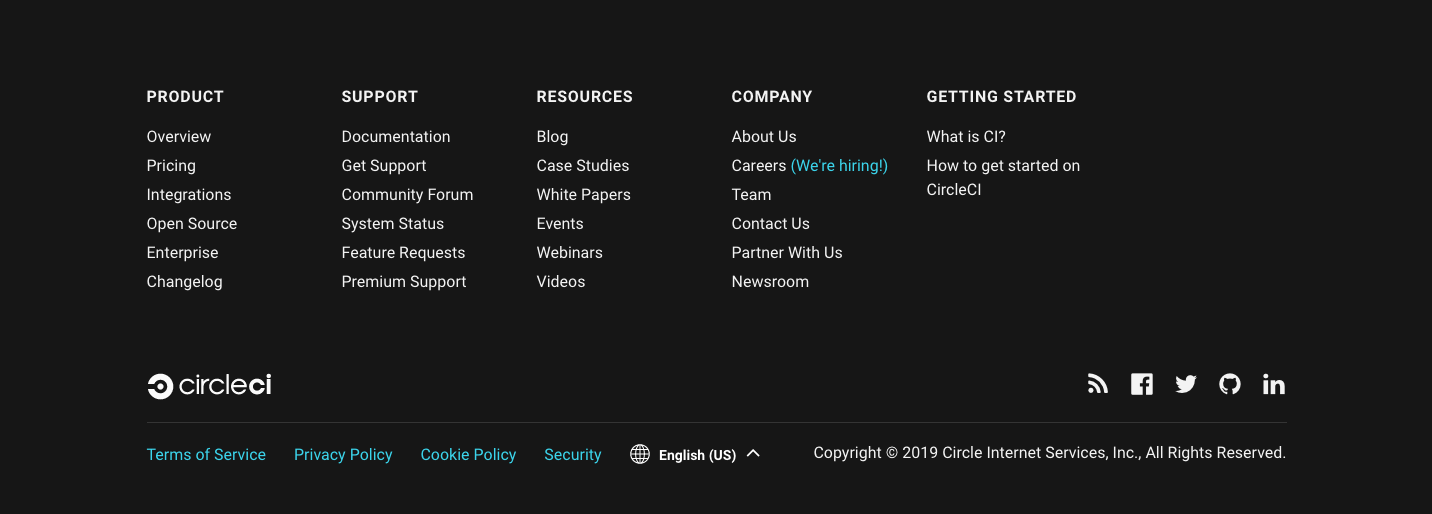 PRODUCT
Overview
Pricing
Integrations
Open Source
Enterprise
Changelog
SUPPORT
Documentation
Get Support
Community Forum
System Status
Feature Requests
Premium Support
RESOURCES
Blog
Case Studies
White Papers
Events
Webinars
Videos
COMPANY
About Us
Careers (We're hiring!)
Team
Contact Us
Partner With Us
Newsroom
GETTING STARTED
What is CI?
How to get started on
CircleCI
circleci
Terms of Service Privacy Policy Cookie Policy Security English (US) Copyright © 2019 Circle Internet Services, Inc., All Rights Reserved.